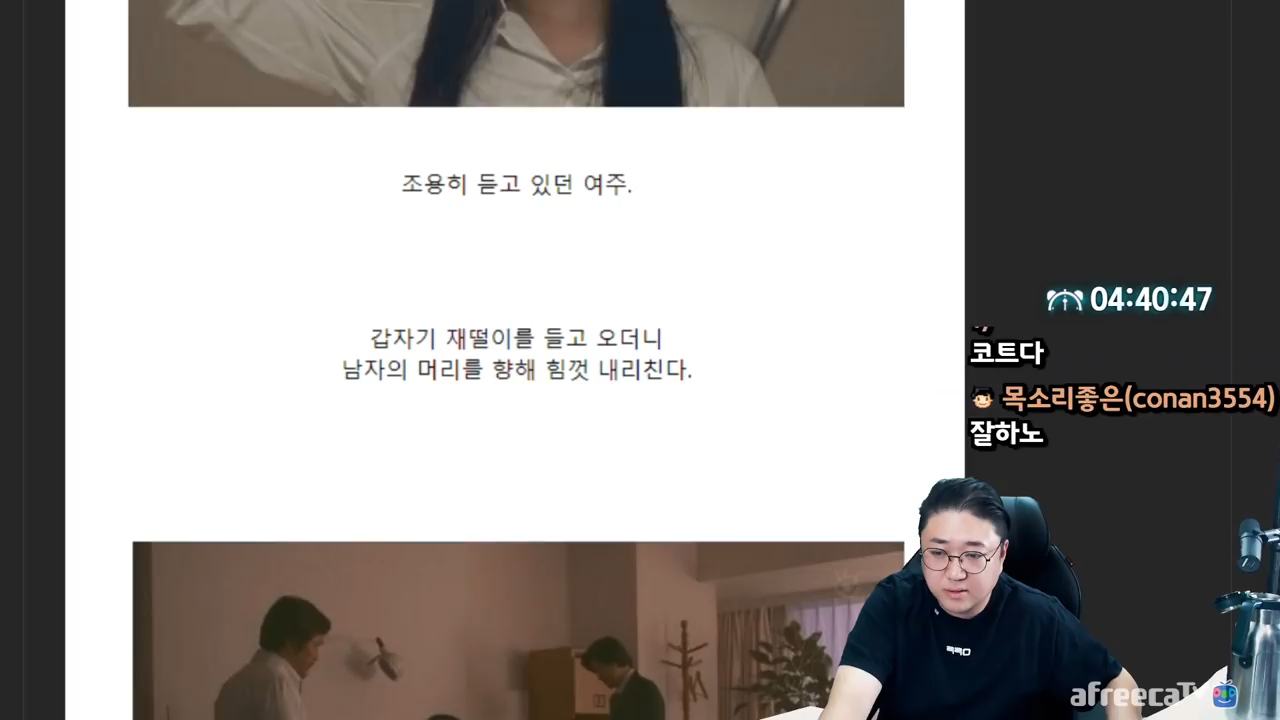 조용히 듣고 있던 여주.
갑자기 재떨이를 들고 오더니
남자의 머리를 향해 힘껏 내리친다.
04:40:47
코트다
목소리좋은(conan3554)
잘하노
afreecaTV